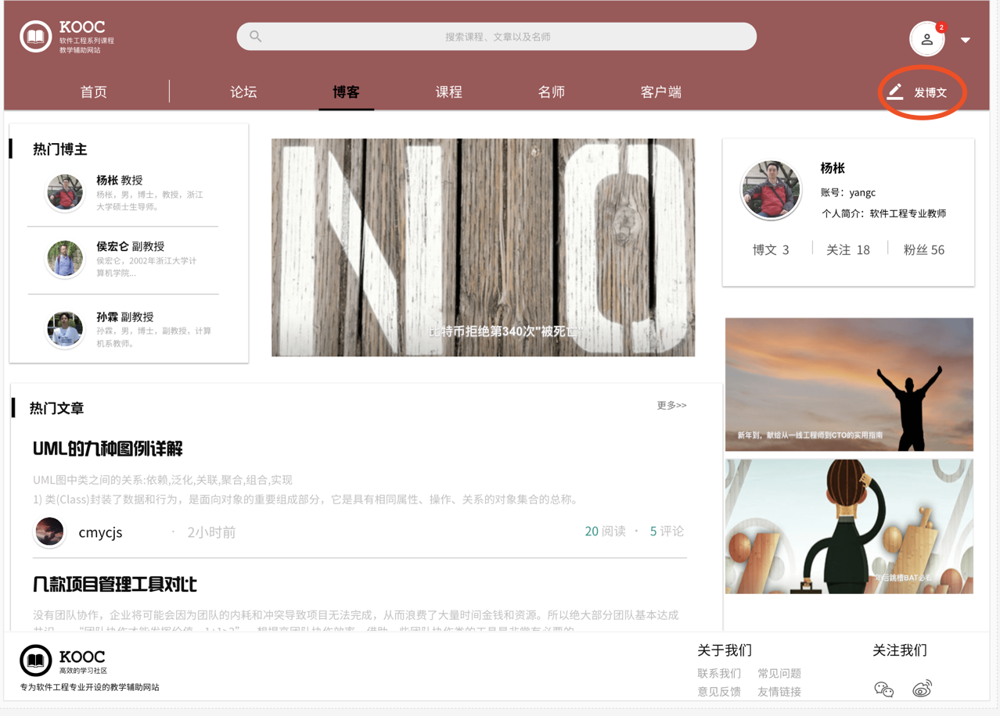 KOOC
软件工程系列课程
教学辅助网站
搜索课程、文章以及名师
2
首页
论坛
博客
课程
名师
客户端
发博文
热门博主
杨枨 教授
杨枨，男，博士，教授，浙江
大学硕士生导师。
侯宏仑 副教授
侯宏仑，2002年浙江大学计
算机学院...
孙霖 副教授
孙霖，男，博士，副教授，计算
机系教师。
NO
比特币拒绝第340次"被死亡"
杨枨
账号：yangc
个人简介：软件工程专业教师
博文 3
关注 18
粉丝 56
新年到，献给从一线工程师到CTO的实用指南
年后跳槽BAT必看
热门文章
更多>>
UML的九种图例详解
UML图中类之间的关系:依赖,泛化,关联,聚合,组合,实现
1) 类(Class)封装了数据和行为，是面向对象的重要组成部分，它是具有相同属性、操作、关系的对象集合的总称。
cmycjs
· 2小时前
20 阅读 · 5 评论
几款项目管理工具对比
没有团队协作，企业将可能会因为团队的内耗和冲突导致项目无法完成，从而浪费了大量时间金钱和资源。所以绝大部分团队基本达成
KOOC
高效的学习社区
专为软件工程专业开设的教学辅助网站
关于我们
联系我们 常见问题
意见反馈 友情链接
关注我们